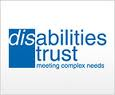 disabilities
trust
meeting complex needs